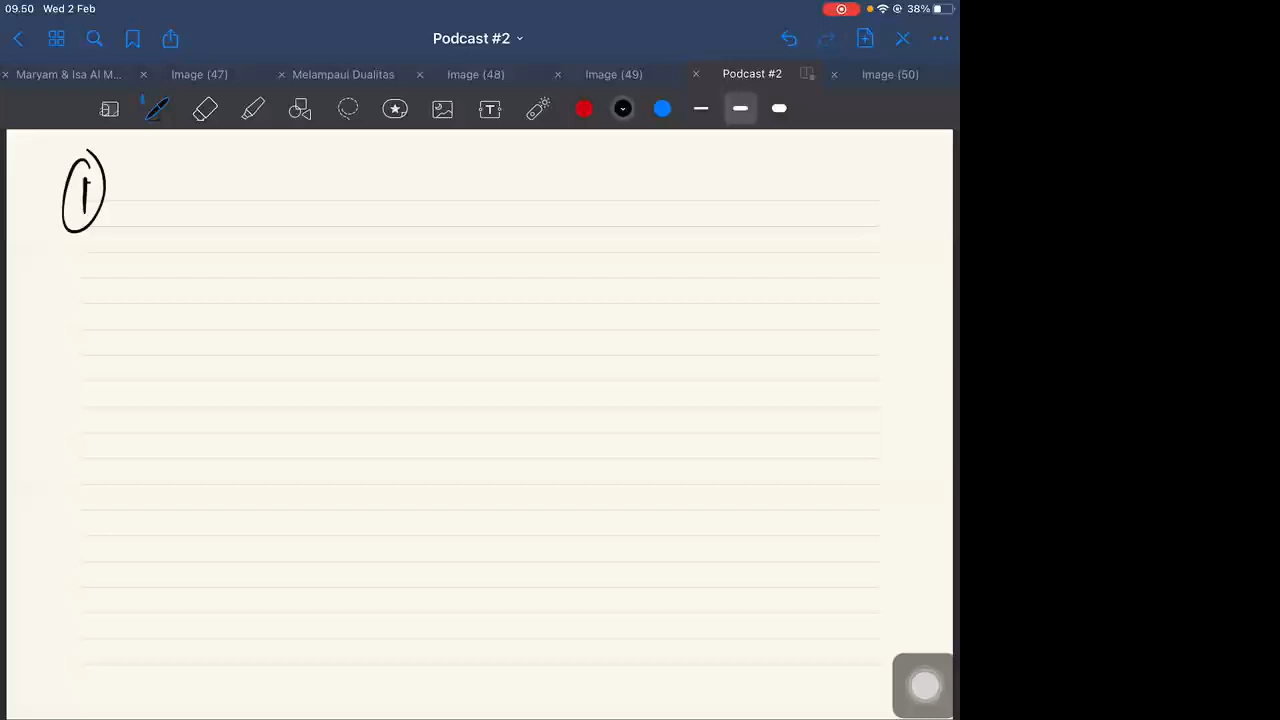 09.50 Wed 2 Feb
38%
Podcast #2
Maryam & Isa Al M...
Image (47)
Melampaui Dualitas
Image (48)
Image (49)
Podcast #2
Image (50)
1